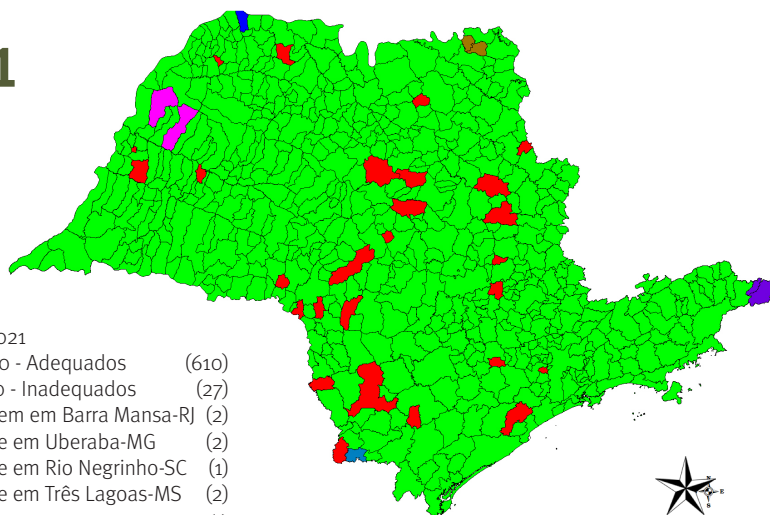 1
021
o - Adequados (610)
o - Inadequados (27)
em em Barra Mansa-RJ (2)
e em Uberaba-MG (2)
e em Rio Negrinho-SC (1)
e em Três Lagoas-MS (2)
N
E
S